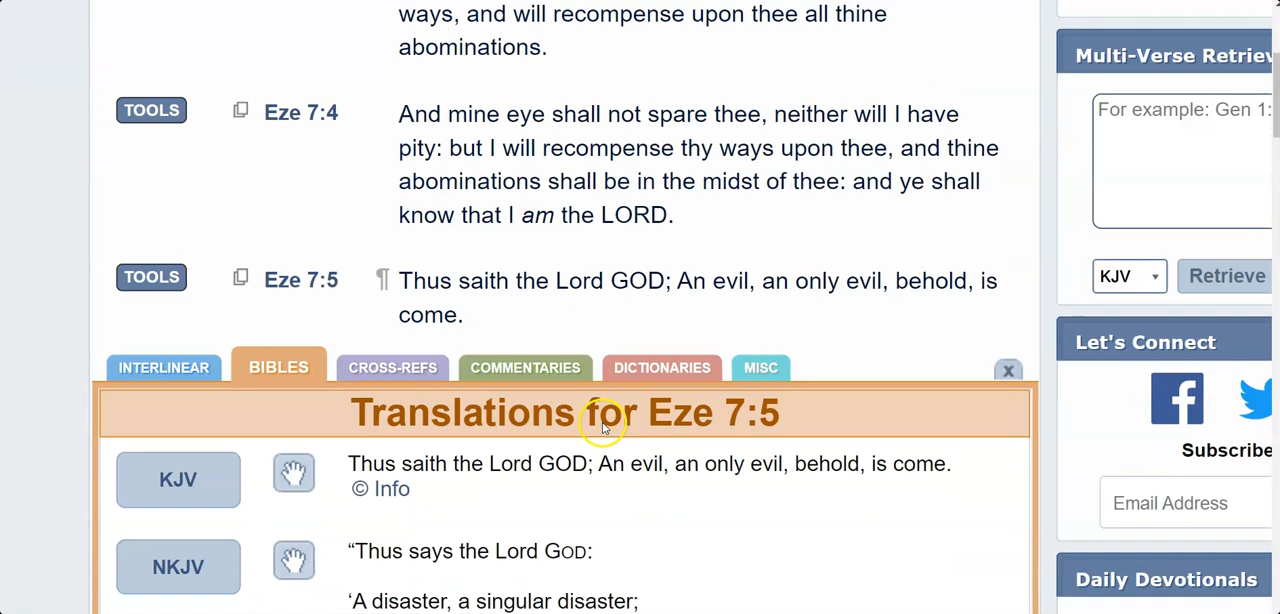 ways, and will recompense upon thee all thine
abominations.
TOOLS Eze 7:4 And mine eye shall not spare thee, neither will I have
pity: but I will recompense thy ways upon thee, and thine
abominations shall be in the midst of thee: and ye shall
know that I am the LORD.
TOOLS Eze 7:5 ¶ Thus saith the Lord GOD; An evil, an only evil, behold, is
come.
INTERLINEAR BIBLES CROSS-REFS COMMENTARIES DICTIONARIES MISC X
Translations for Eze 7:5
KJV Thus saith the Lord GOD; An evil, an only evil, behold, is come.
© Info
NKJV “Thus says the Lord GOD:
‘A disaster, a singular disaster;
Multi-Verse Retriev
For example: Gen 1:
KJV Retrieve
Let's Connect
Subscribe
Email Address
Daily Devotionals